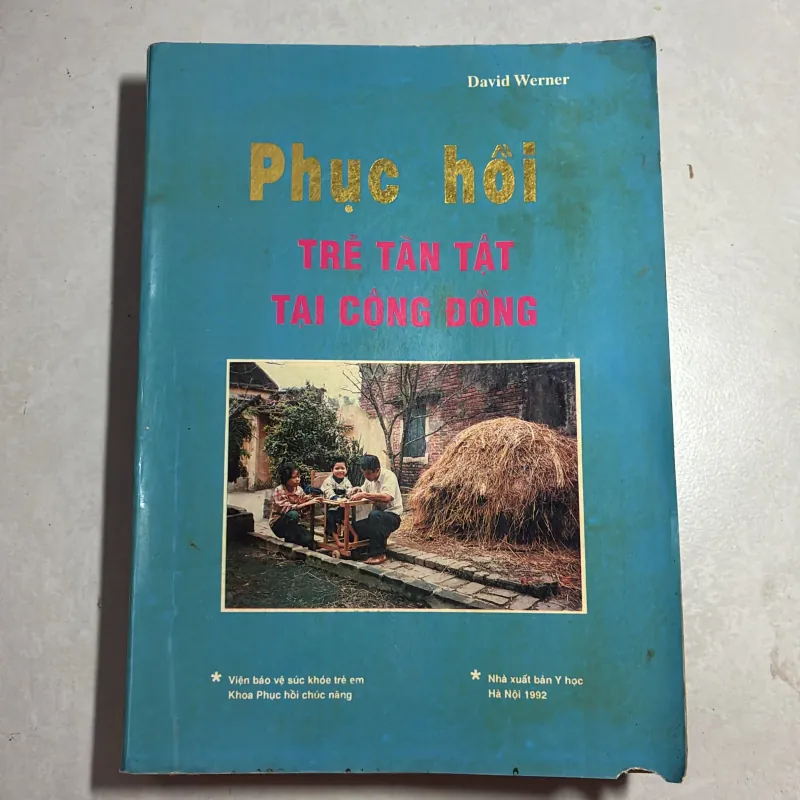 David Werner
Phục hồi
TRẺ TẦN TẬT
TẠI CỘNG ĐỒNG
* Viện bảo vệ sức khỏe trẻ em
Khoa Phục hồi chức năng
* Nhà xuất bản Y học
Hà Nội 1992